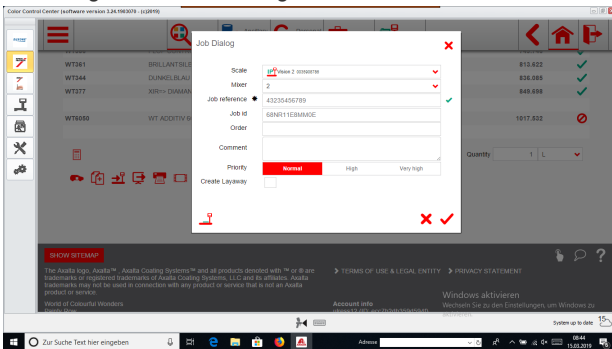 Color Control Center (software version 3.24.1903070 - (c)2019)
Job Dialog
WT361 BRILLANTSILB 813.622
WT344 DUNKELBLAU 836.088
WT377 XIR>> DIAMAN 849.698
WT6080 WT ADDITIV 6 1017.832
Scale Vision 2
Mixer 2
Job reference * 43235456789
Job id 68NR11E8MM0E
Order
Comment
Priority Normal High Very high
Create Layaway
Quantity 1 L
SHOW SITEMAP
The Axalta logo, Axalta™, Axalta Coating Systems™ and all products denoted with ™ or ® are
trademarks or registered trademarks of Axalta Coating Systems, LLC and its affiliates. Axalta
trademarks may not be used in connection with any product or service that is not an Axalta
product or service.
TERMS OF USE & LEGAL ENTITY
PRIVACY STATEMENT
World of Colourful Wonders
Account info
Windows aktivieren
Wechseln Sie zu den Einstellungen, um Windows zu
System up to date
Zur Suche Text hier eingeben
Adresse
08:44
15.03.2019